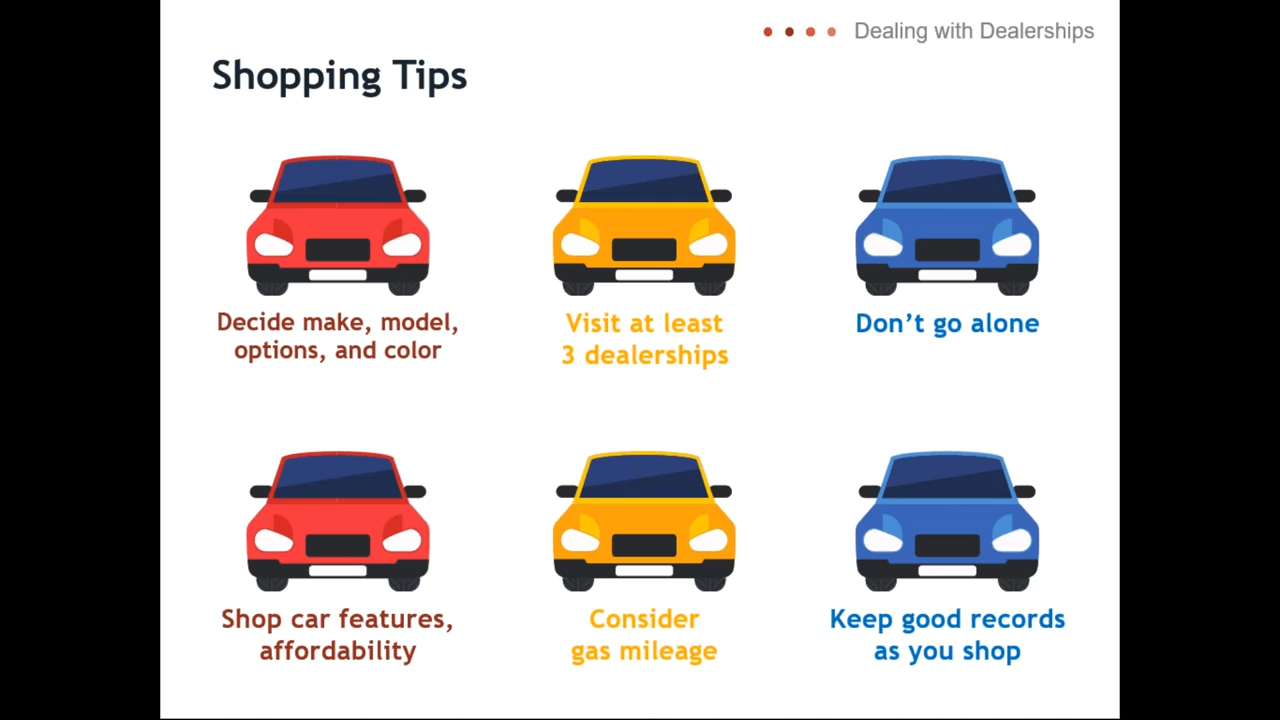 Dealing with Dealerships
Shopping Tips
Decide make, model,
options, and color
Visit at least
3 dealerships
Don’t go alone
Shop car features,
affordability
Consider
gas mileage
Keep good records
as you shop